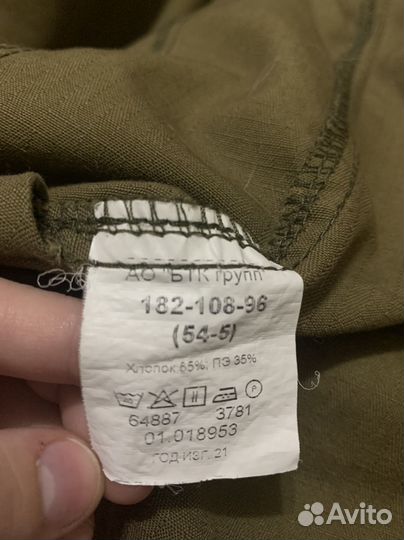 АО "БТК групп"
182-108-96
(54-5)
Хлопок 65%, ПЭ 35%
P
64887 3781
01.018953
ГОД ИЗГ. 21
Avito